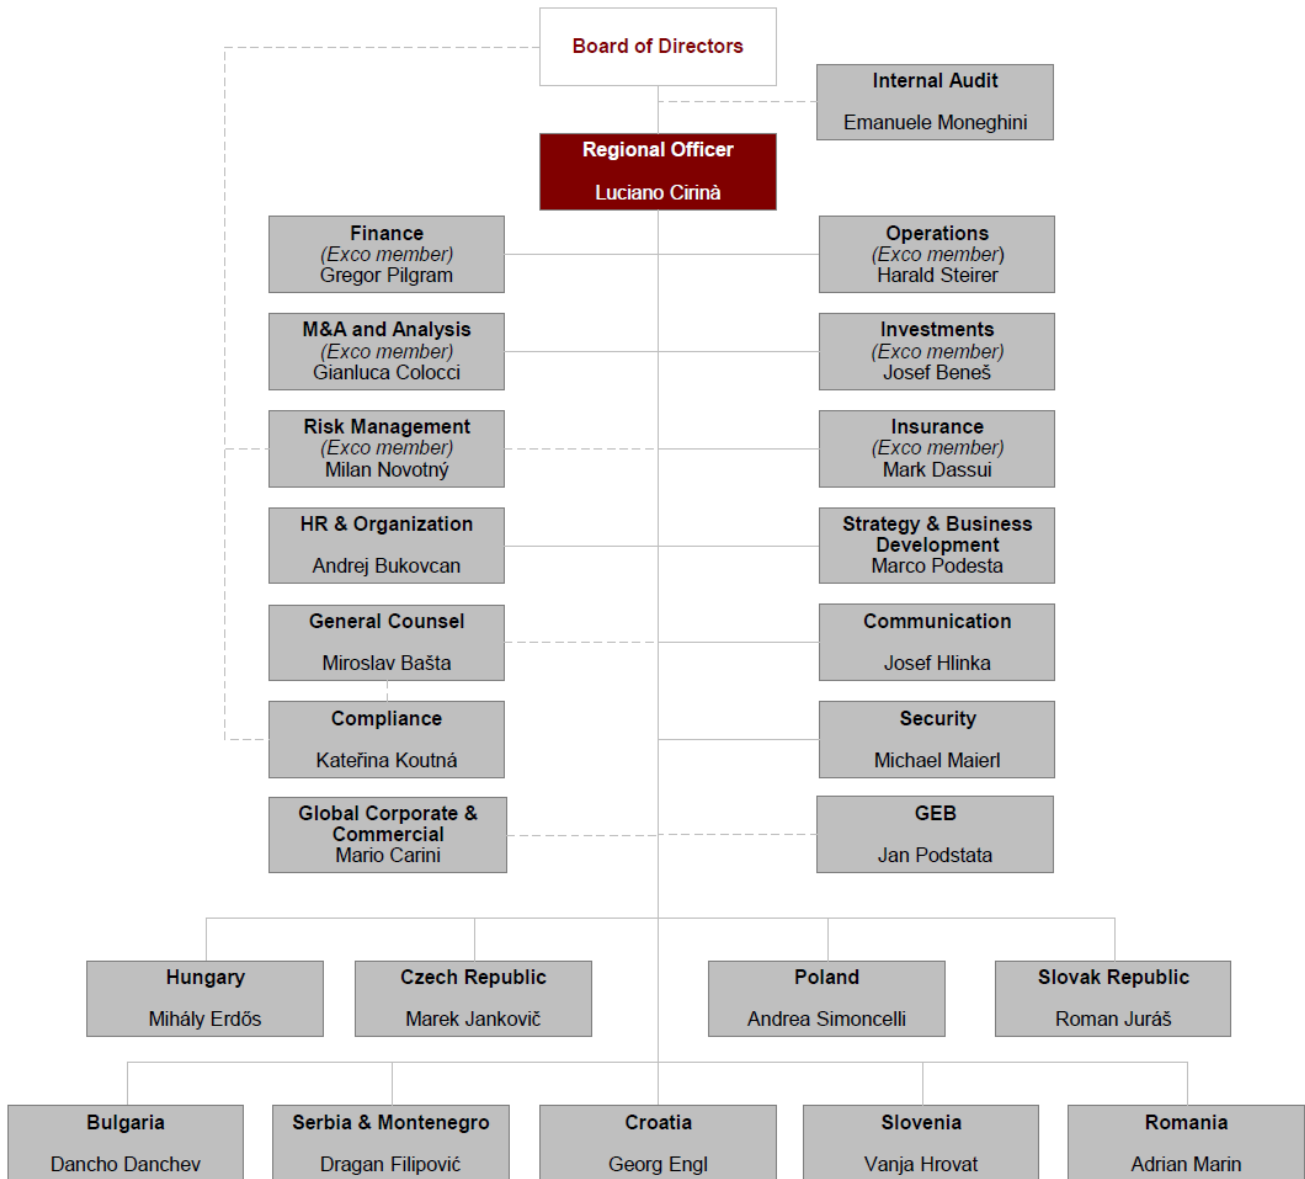 Board of Directors
Internal Audit
Emanuele Moneghini
Regional Officer
Luciano Cirinà
Finance
(Exco member)
Gregor Pilgram
Operations
(Exco member)
Harald Steirer
M&A and Analysis
(Exco member)
Gianluca Colocci
Investments
(Exco member)
Josef Beneš
Risk Management
(Exco member)
Milan Novotný
Insurance
(Exco member)
Mark Dassui
HR & Organization
Andrej Bukovcan
Strategy & Business
Development
Marco Podesta
General Counsel
Miroslav Bašta
Communication
Josef Hlinka
Compliance
Kateřina Koutná
Security
Michael Maierl
Global Corporate &
Commercial
Mario Carini
GEB
Jan Podstata
Hungary
Mihály Erdős
Czech Republic
Marek Jankovič
Poland
Andrea Simoncelli
Slovak Republic
Roman Juráš
Bulgaria
Dancho Danchev
Serbia & Montenegro
Dragan Filipović
Croatia
Georg Engl
Slovenia
Vanja Hrovat
Romania
Adrian Marin